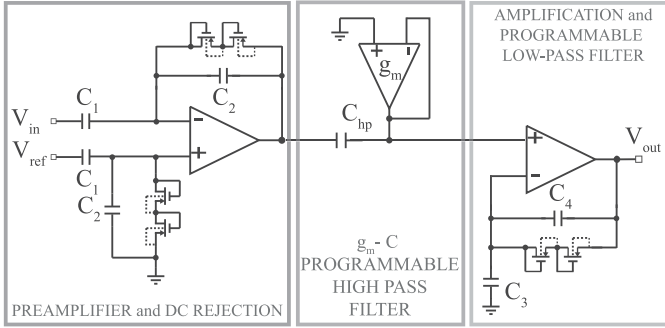 AMPLIFICATION and
PROGRAMMABLE
LOW-PASS FILTER
+ -
gm
C1
C2
Vin
-
Chp
+
Vout
Vref
+
-
C1
C2
C4
gm - C
PROGRAMMABLE
HIGH PASS
FILTER
C3
PREAMPLIFIER and DC REJECTION